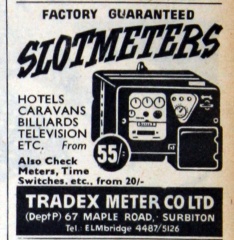 FACTORY GUARANTEED
SLOTMETERS
HOTELS
CARAVANS
BILLIARDS
TELEVISION
ETC. From
55/-
Also Check
Meters, Time
Switches, etc., from 20/-
TRADEX METER CO LTD
(Dept P) 67 MAPLE ROAD, SURBITON
Tel: ELMbridge 4487/5126